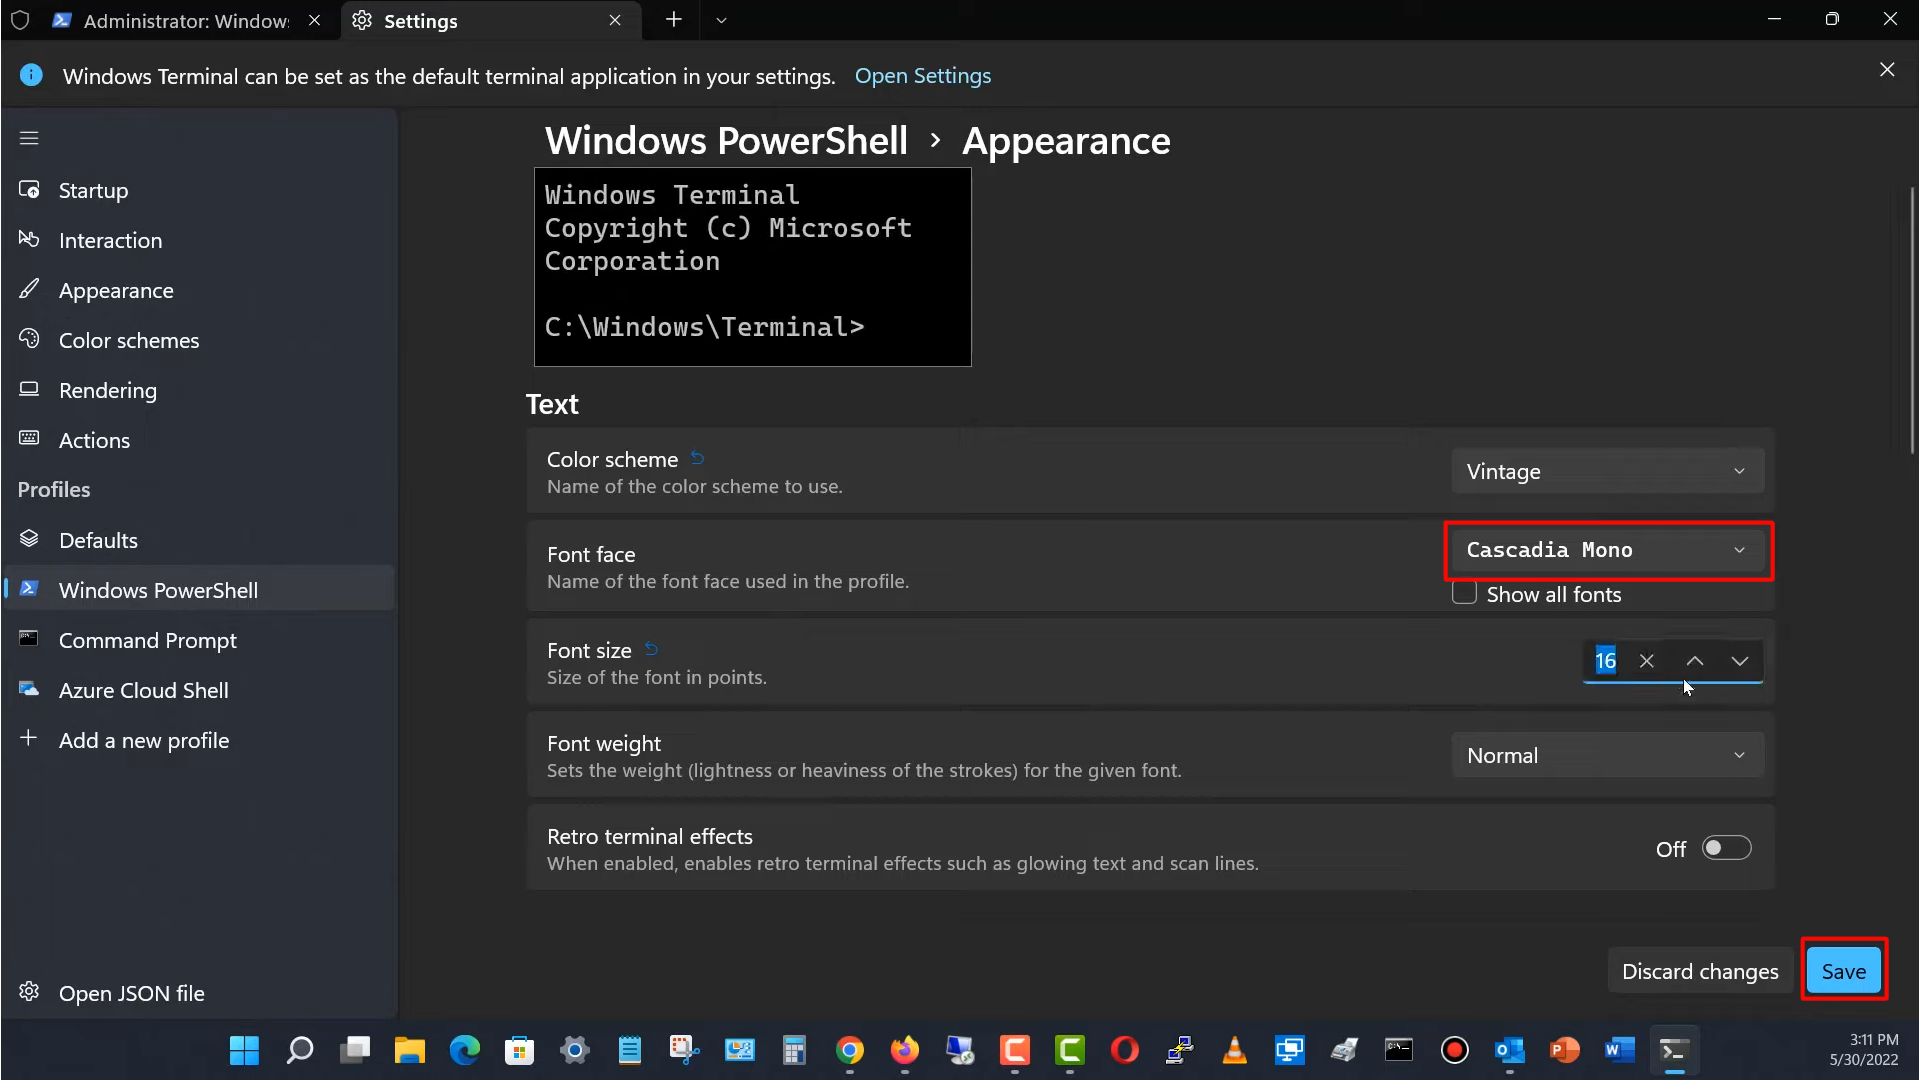 Administrator: Window
Settings
Windows Terminal can be set as the default terminal application in your settings. Open Settings
Windows PowerShell › Appearance
Windows Terminal
Copyright (c) Microsoft
Corporation
C:\Windows\Terminal>
Startup
Interaction
Appearance
Color schemes
Rendering
Actions
Profiles
Defaults
Windows PowerShell
Command Prompt
Azure Cloud Shell
Add a new profile
Open JSON file
Text
Color scheme
Name of the color scheme to use.
Vintage
Font face
Name of the font face used in the profile.
Cascadia Mono
Show all fonts
Font size
Size of the font in points.
16
Font weight
Sets the weight (lightness or heaviness of the strokes) for the given font.
Normal
Retro terminal effects
When enabled, enables retro terminal effects such as glowing text and scan lines.
Off
Discard changes
Save
3:11 PM
5/30/2022